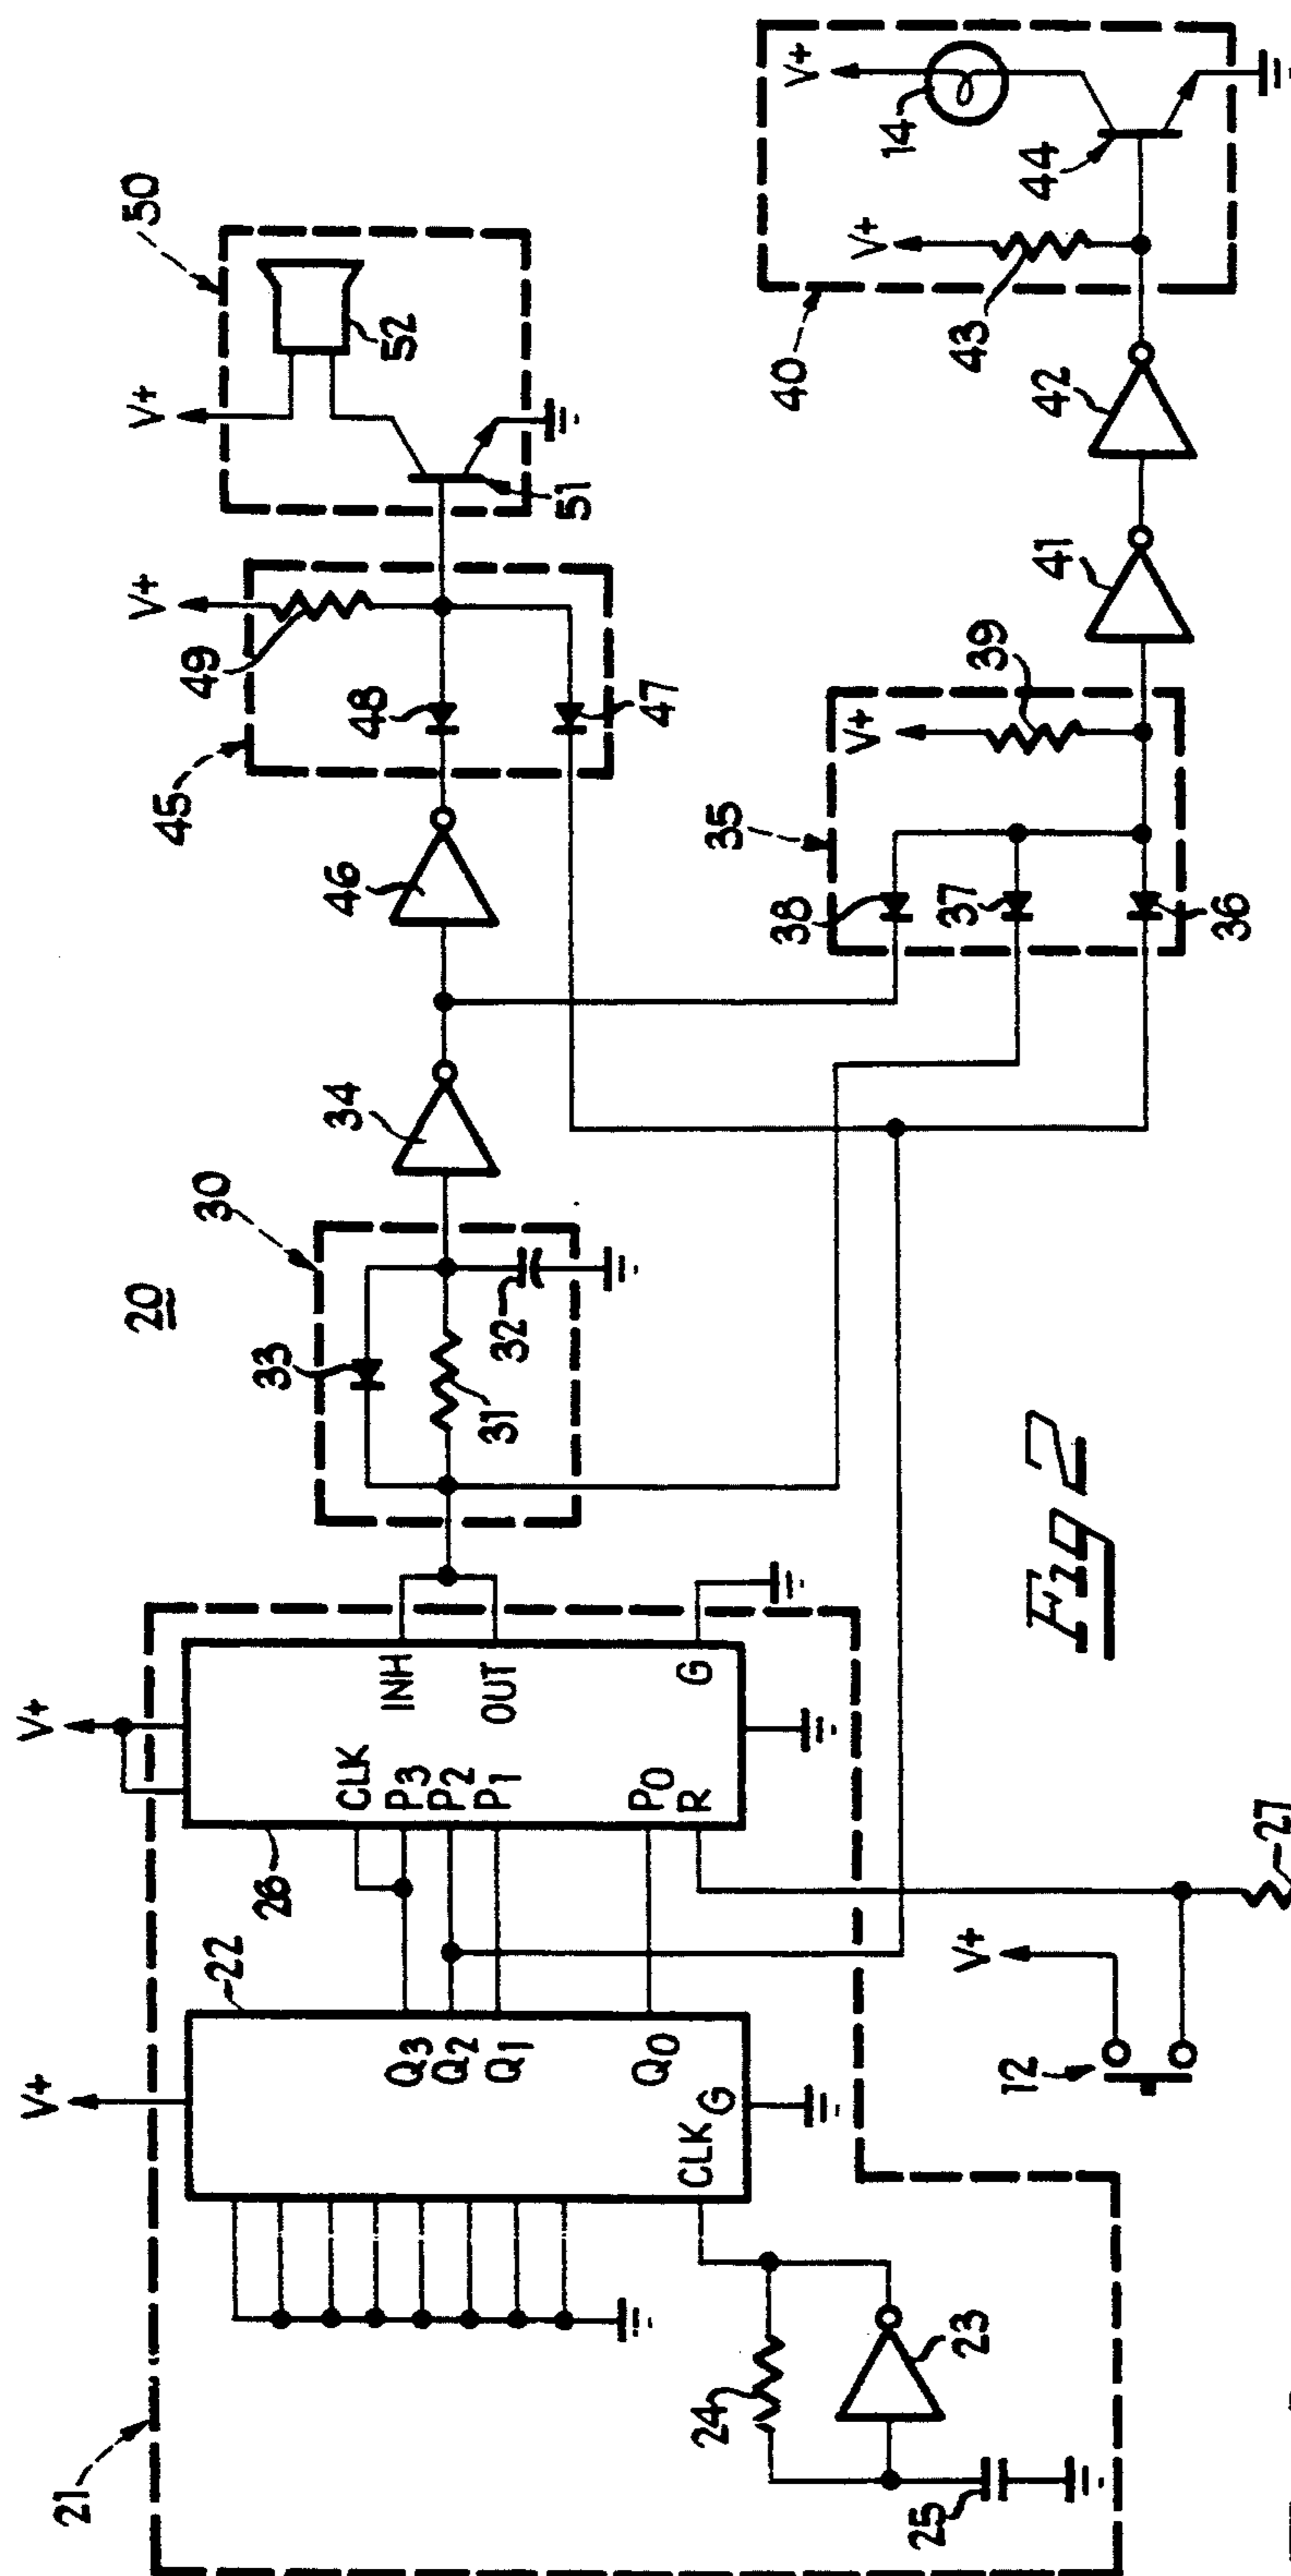 20
21
V+
22
Q3
Q2
Q1
Q0
CLK
G
23
24
25
V+
26
CLK
P3
P2
P1
P0
R
INH
OUT
G
V+
12
27
30
33
31
32
34
46
45
V+
49
48
47
50
V+
52
51
35
V+
39
38
37
36
41
42
40
V+
43
V+
14
44
Fig 2